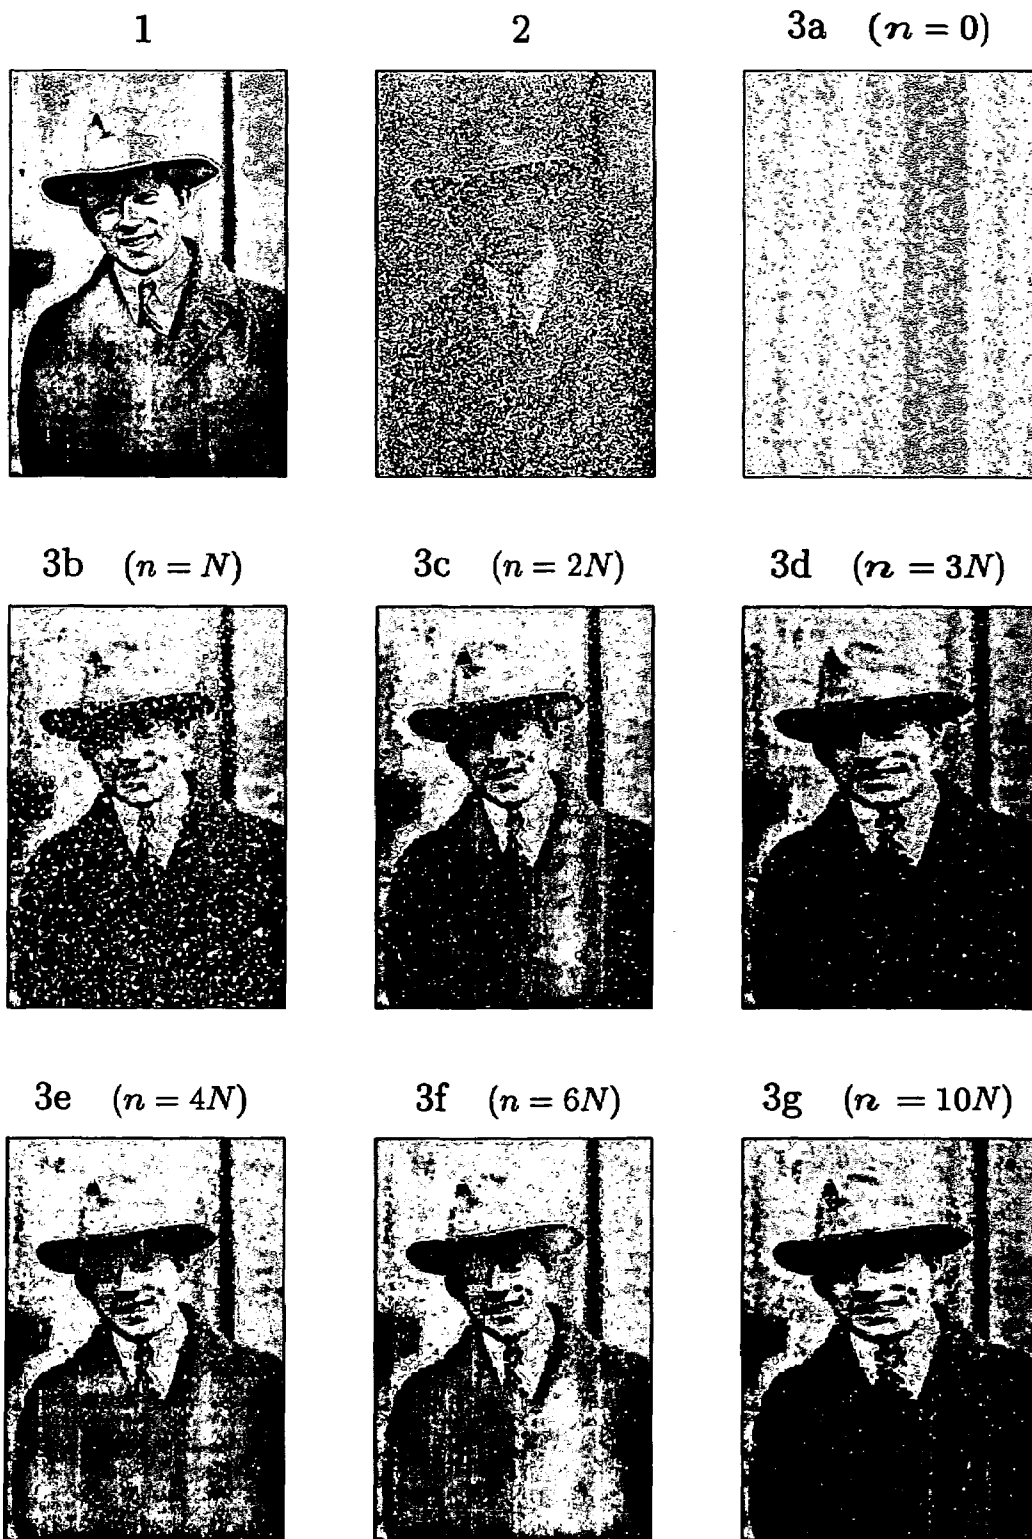 1 2 3a (n = 0)
3b (n = N) 3c (n = 2N) 3d (n = 3N)
3e (n = 4N) 3f (n = 6N) 3g (n = 10N)